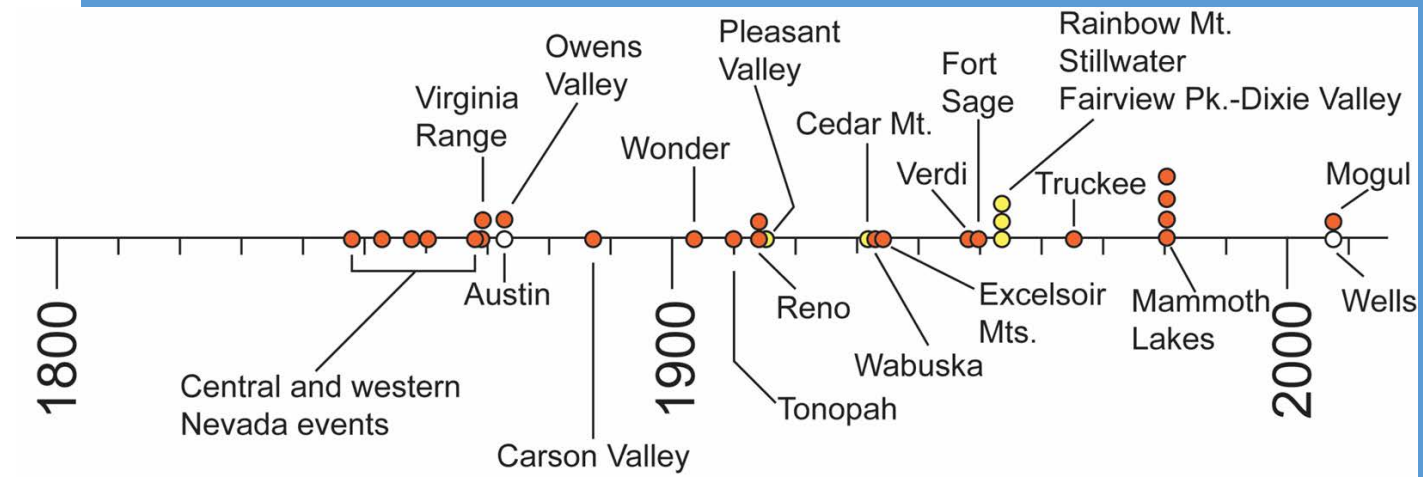 Rainbow Mt.
Stillwater
Fairview Pk.-Dixie Valley
Pleasant
Valley
Owens
Valley
Fort
Sage
Virginia
Range
Cedar Mt.
Wonder
Verdi
Truckee
Mogul
Austin
Reno
Excelsoir
Mts.
Mammoth
Lakes
Wells
1800
1900
2000
Wabuska
Central and western
Nevada events
Tonopah
Carson Valley